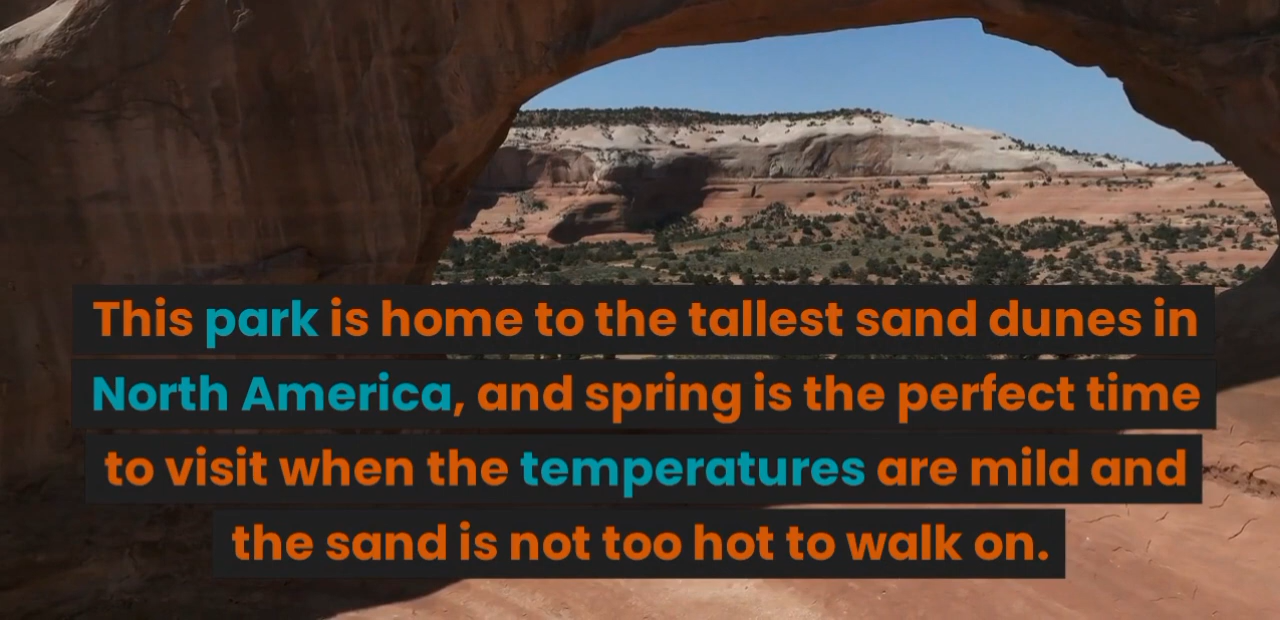 This park is home to the tallest sand dunes in
North America, and spring is the perfect time
to visit when the temperatures are mild and
the sand is not too hot to walk on.